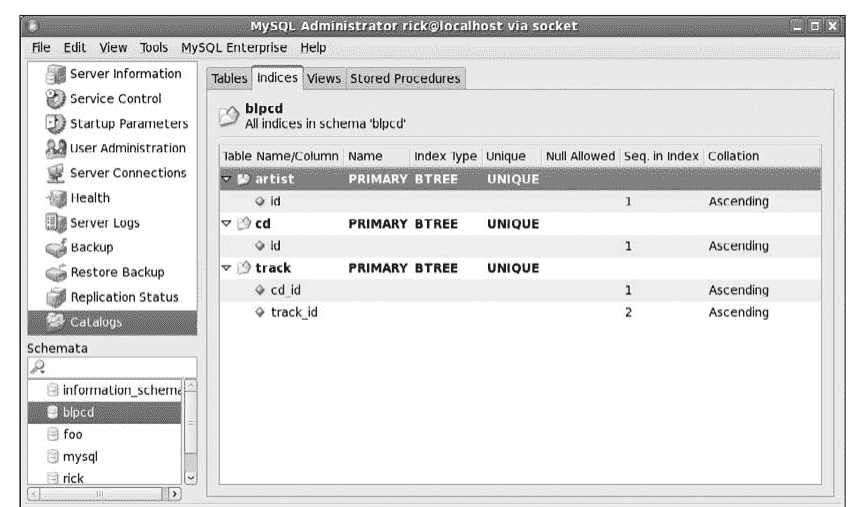 MySQL Administrator rick@localhost via socket
File Edit View Tools MySQL Enterprise Help
Server Information
Service Control
Startup Parameters
User Administration
Server Connections
Health
Server Logs
Backup
Restore Backup
Replication Status
Catalogs
Schemata
information_schema
blpcd
foo
mysql
rick
Tables Indices Views Stored Procedures
blpcd
All indices in schema 'blpcd'
Table Name/Column Name Index Type Unique Null Allowed Seq. in Index Collation
artist PRIMARY BTREE UNIQUE
id 1 Ascending
cd PRIMARY BTREE UNIQUE
id 1 Ascending
track PRIMARY BTREE UNIQUE
cd_id 1 Ascending
track_id 2 Ascending